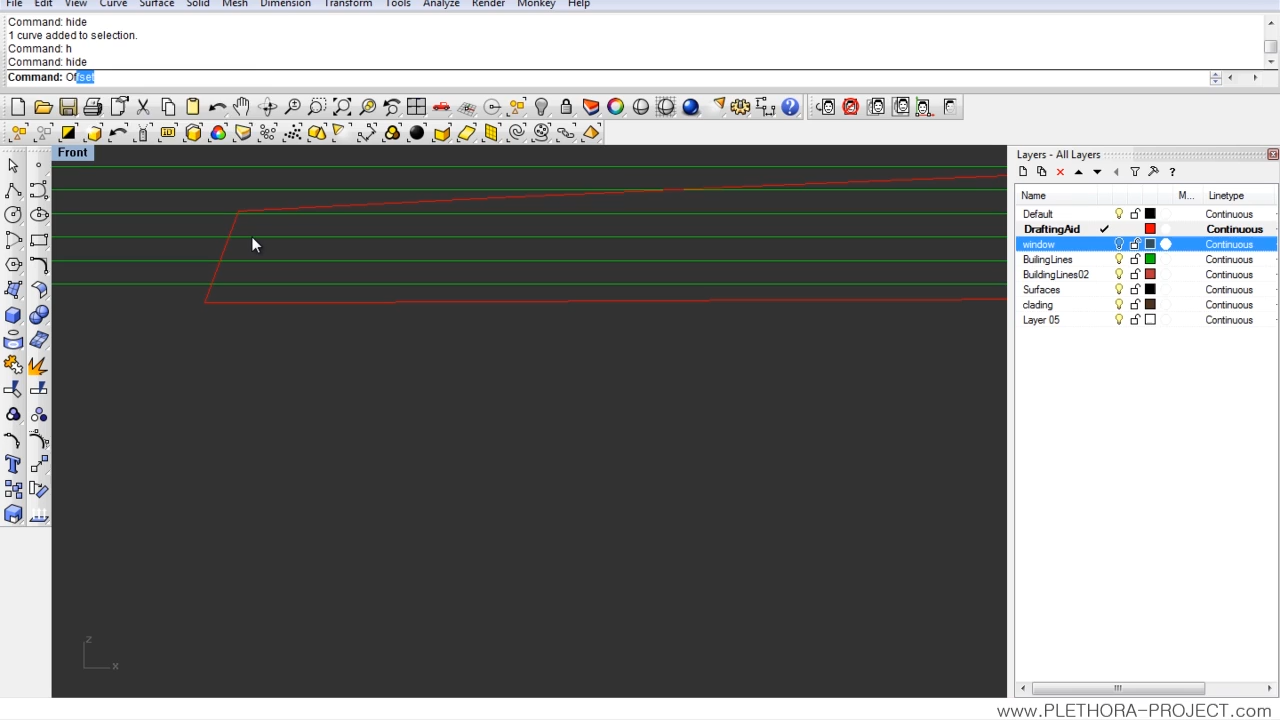 File Edit View Curve Surface Solid Mesh Dimension Transform Tools Analyze Render Monkey Help
Command: hide
1 curve added to selection.
Command: h
Command: hide
Command: Offset
Front
Layers - All Layers
Name M... Linetype
Default Continuous
DraftingAid Continuous
window Continuous
BuilingLines Continuous
BuildingLines02 Continuous
Surfaces Continuous
clading Continuous
Layer 05 Continuous
z
x
www.PLETHORA-PROJECT.com